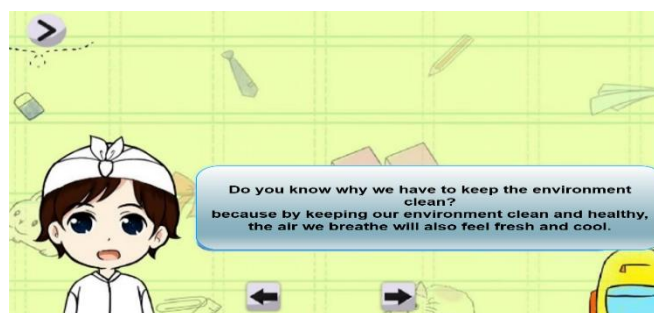 Do you know why we have to keep the environment
clean?
because by keeping our environment clean and healthy,
the air we breathe will also feel fresh and cool.